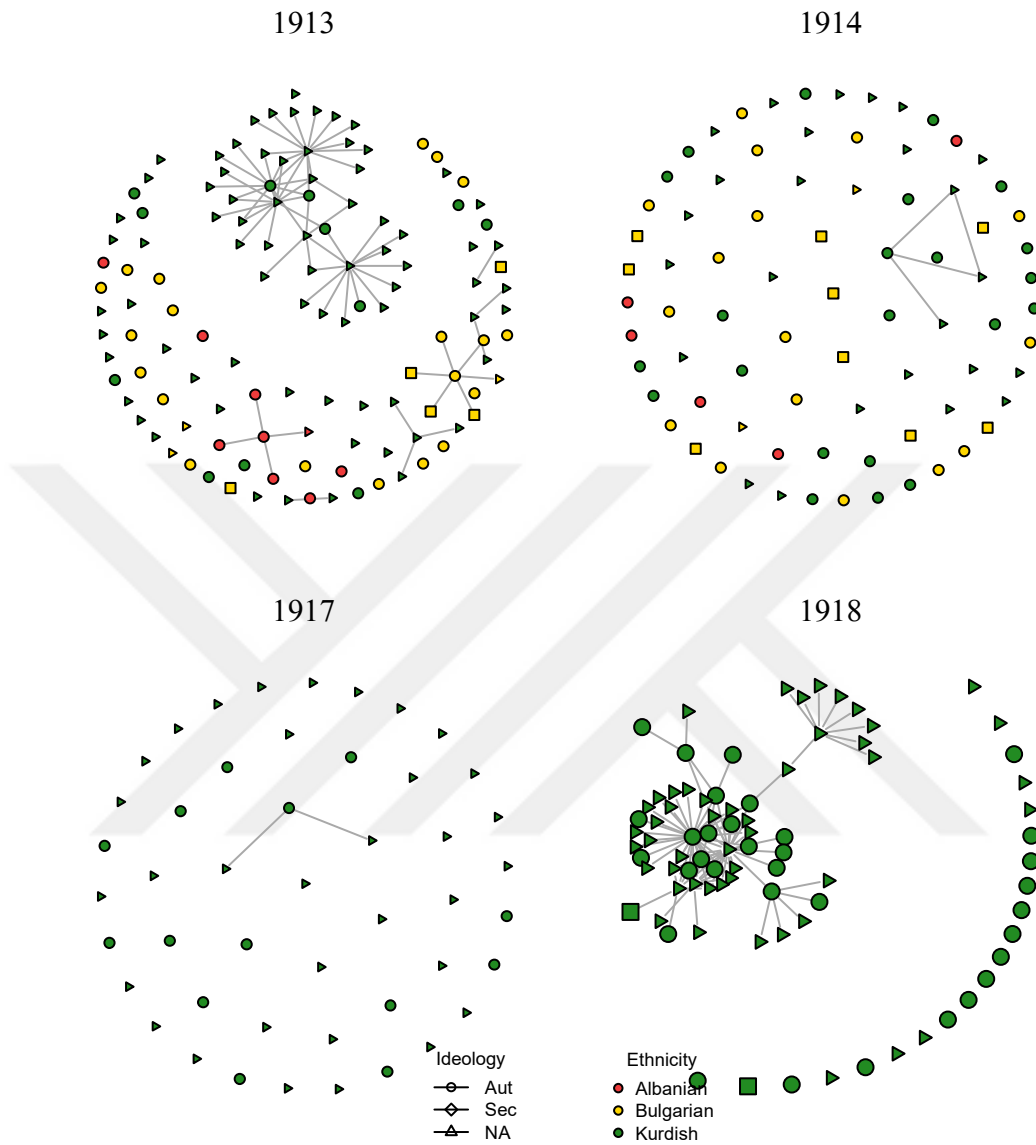 1913
1914
1917
1918
Ideology
Aut
Sec
NA
Ethnicity
Albanian
Bulgarian
Kurdish